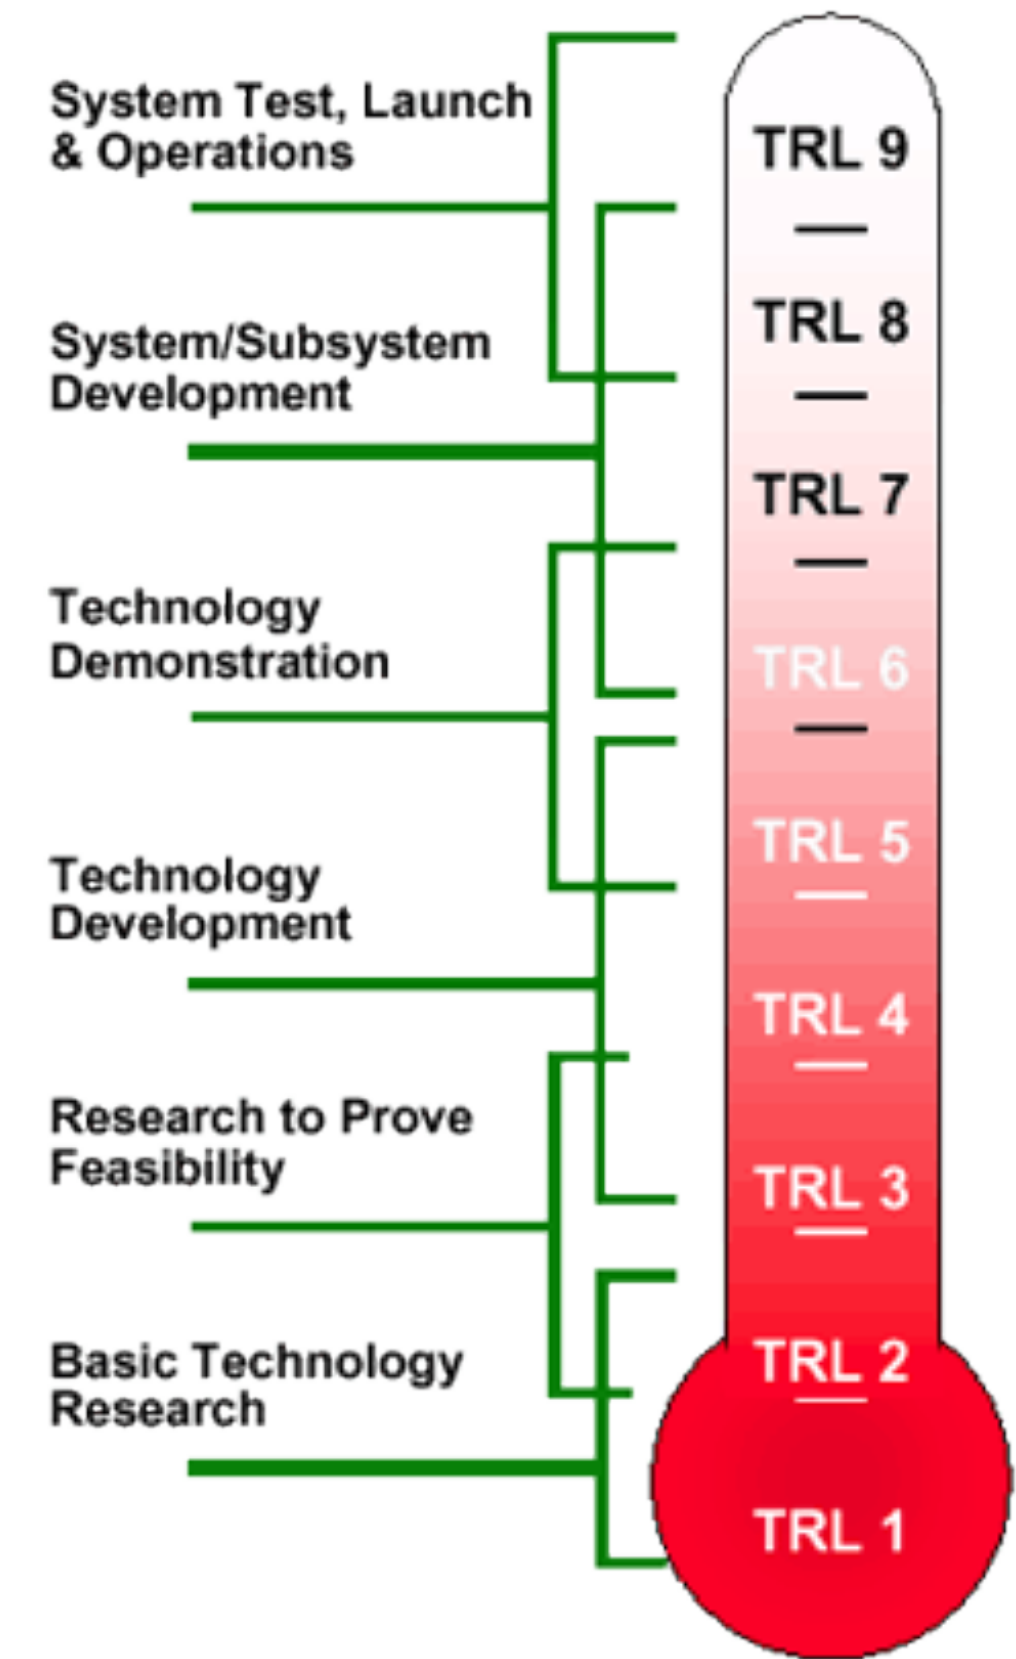 System Test, Launch
& Operations
System/Subsystem
Development
Technology
Demonstration
Technology
Development
Research to Prove
Feasibility
Basic Technology
Research
TRL 9
TRL 8
TRL 7
TRL 6
TRL 5
TRL 4
TRL 3
TRL 2
TRL 1